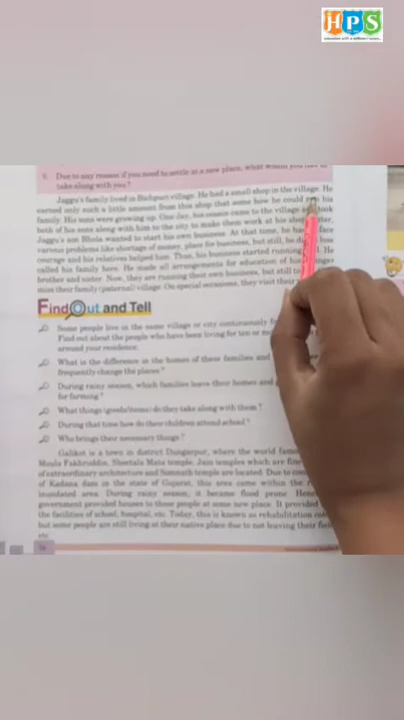 HPS
5. Due to any reason if you need to settle at a new place, what would you like to
take along with you?
Jaggu's family lived in Bichpuri village. He had a small shop in the village. He
earned only such a little amount from this shop that some how he could run his
family. His sons were growing up. One day, his cousin came to the village and took
both of his sons along with him to the city to make them work at his shop. Later,
Jaggu's son Bhola wanted to start his own business. At that time, he had to face
various problems like shortage of money, place for business, but still, he did loss
courage and his relatives helped him. Thus, his business started running He
called his family here. He made all arrangements for education of his younger
brother and sister. Now, they are running their own business, but still
miss their family (paternal) village. On special occasions, they visit their
Find Out and Tell
Some people live in the same village or city continuously
Find out about the people who have been living for ten or
around your residence.
What is the difference in the homes of these families and
frequently change the places?
During rainy season, which families leave their homes and
for farming?
What things (goods/items) do they take along with them?
During that time how do their children attend school?
Who brings their necessary things?
Galikot is a town in district Dungarpur, where the world
Moula Fakhruddin, Sheetala Mata temple, Jain temples which are
of extraordinary architecture and Somnath temple are located. Due to
of Kadana dam in the state of Gujarat, this area came within the
inundated area. During rainy season, it became flood prone
government provided houses to those people at some new place. It provided
the facilities of school, hospital, etc. Today, this is known as rehabilitation
but some people are still living at their native place due to not leaving their
etc.